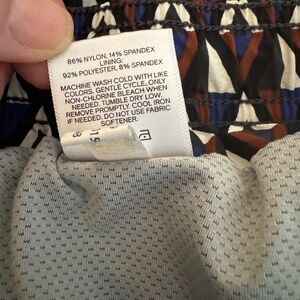 86% NYLON, 14% SPANDEX
LINING:
92% POLYESTER, 8% SPANDEX
MACHINE WASH COLD WITH LIKE
COLORS, GENTLE CYCLE, ONLY
NON-CHLORINE BLEACH WHEN
NEEDED. TUMBLE DRY LOW.
REMOVE PROMPTLY. COOL IRON
IF NEEDED. DO NOT USE FABRIC
SOFTENER.